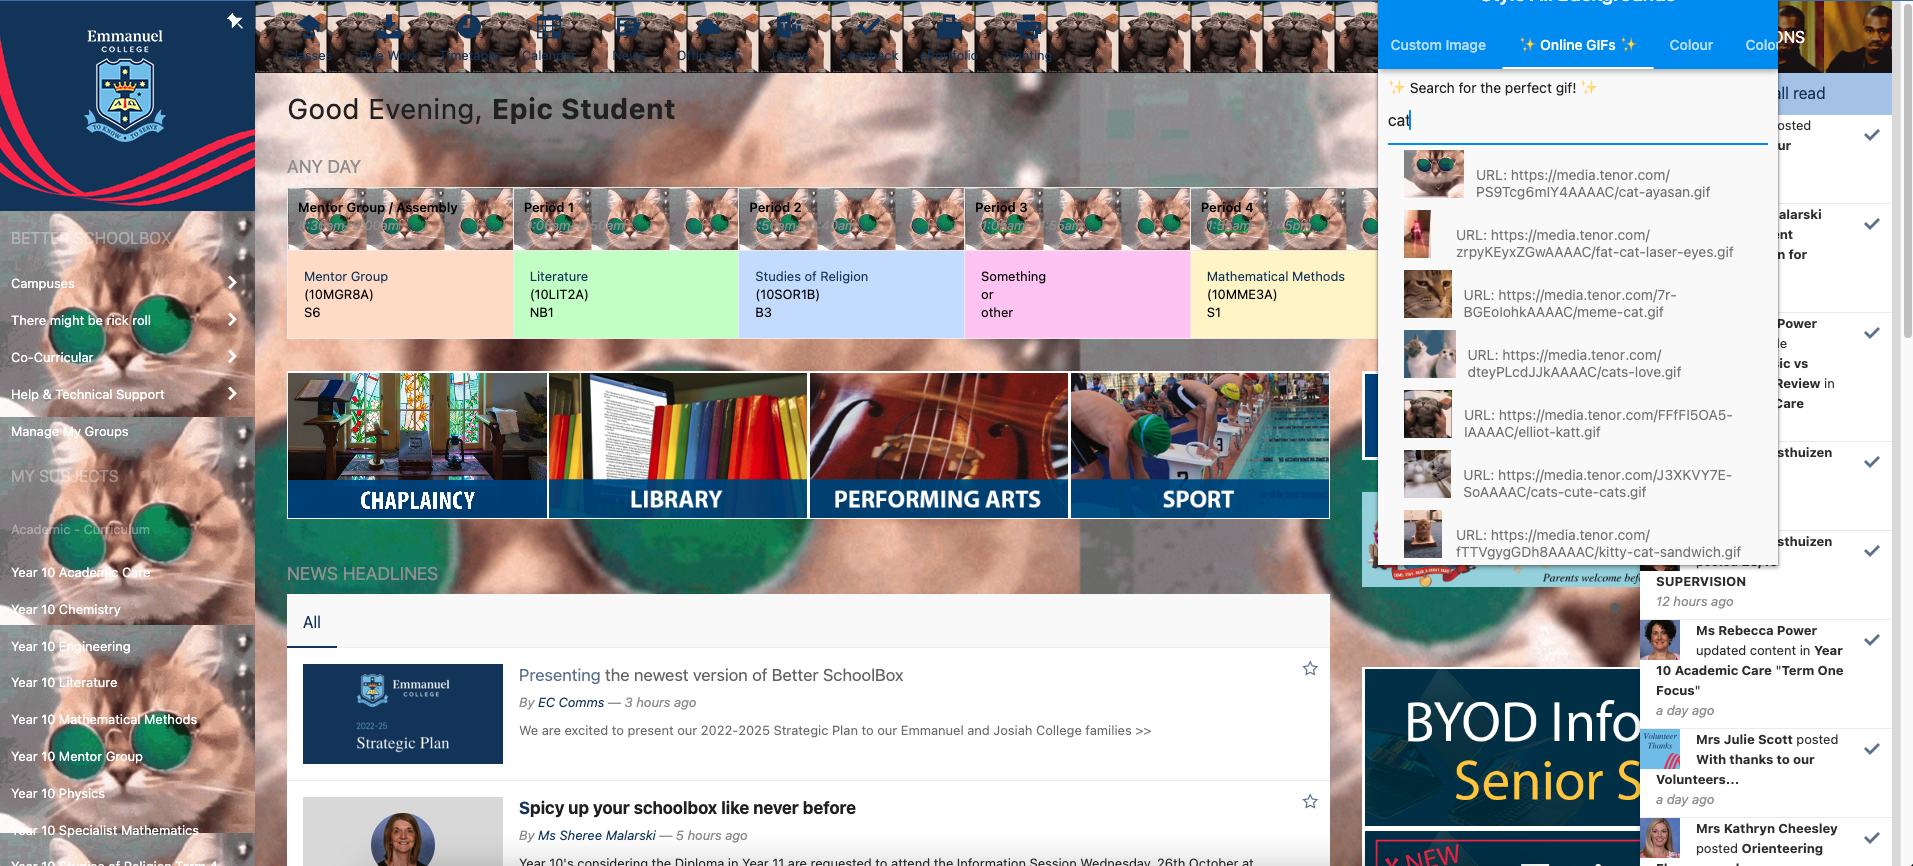 Emmanuel
COLLEGE
TO KNOW TO SERVE
Classes
Due Work
Timetable
Calendar
News
Office 365
Teams
Feedback
ePortfolio
Printing
Good Evening, Epic Student
ANY DAY
Mentor Group / Assembly
Period 1
Period 2
Period 3
Period 4
Mentor Group
(10MGR8A)
S6
Literature
(10LIT2A)
NB1
Studies of Religion
(10SOR1B)
B3
Something
or
other
Mathematical Methods
(10MME3A)
S1
BETTER SCHOOLBOX
Campuses
There might be rick roll
Co-Curricular
Help & Technical Support
Manage My Groups
MY SUBJECTS
Academic - Curriculum
Year 10 Academic Care
Year 10 Chemistry
Year 10 Engineering
Year 10 Literature
Year 10 Mathematical Methods
Year 10 Mentor Group
Year 10 Physics
Year 10 Specialist Mathematics
Year 10 Studies of Religion Term 4
CHAPLAINCY
LIBRARY
PERFORMING ARTS
SPORT
NEWS HEADLINES
All
Emmanuel
COLLEGE
2022-25
Strategic Plan
Presenting the newest version of Better SchoolBox
By EC Comms — 3 hours ago
We are excited to present our 2022-2025 Strategic Plan to our Emmanuel and Josiah College families >>
Spicy up your schoolbox like never before
By Ms Sheree Malarski — 5 hours ago
Year 10's considering the Diploma in Year 11 are requested to attend the Information Session Wednesday, 26th October at
Style All Backgrounds
Custom Image
✨ Online GIFs ✨
Colour
Colou
✨ Search for the perfect gif! ✨
cat
URL: https://media.tenor.com/
PS9Tcg6mlY4AAAAC/cat-ayasan.gif
URL: https://media.tenor.com/
zrpyKEyxZGwAAAAC/fat-cat-laser-eyes.gif
URL: https://media.tenor.com/7r-
BGEolohkAAAAC/meme-cat.gif
URL: https://media.tenor.com/
dteyPLcdJJkAAAAC/cats-love.gif
URL: https://media.tenor.com/FFfFI5OA5-
IAAAAC/elliot-katt.gif
URL: https://media.tenor.com/J3XKVY7E-
SoAAAAC/cats-cute-cats.gif
URL: https://media.tenor.com/
fTTVgygGDh8AAAAC/kitty-cat-sandwich.gif
Parents welcome bef
BYOD Info
Senior S
NEW
ONS
all read
osted
ur
alarski
ent
n for
Power
le
ic vs
Review in
Care
sthuizen
sthuizen
SUPERVISION
12 hours ago
Ms Rebecca Power
updated content in Year
10 Academic Care "Term One
Focus"
a day ago
Volunteer
Thanks
Mrs Julie Scott posted
With thanks to our
Volunteers...
a day ago
Mrs Kathryn Cheesley
posted Orienteering